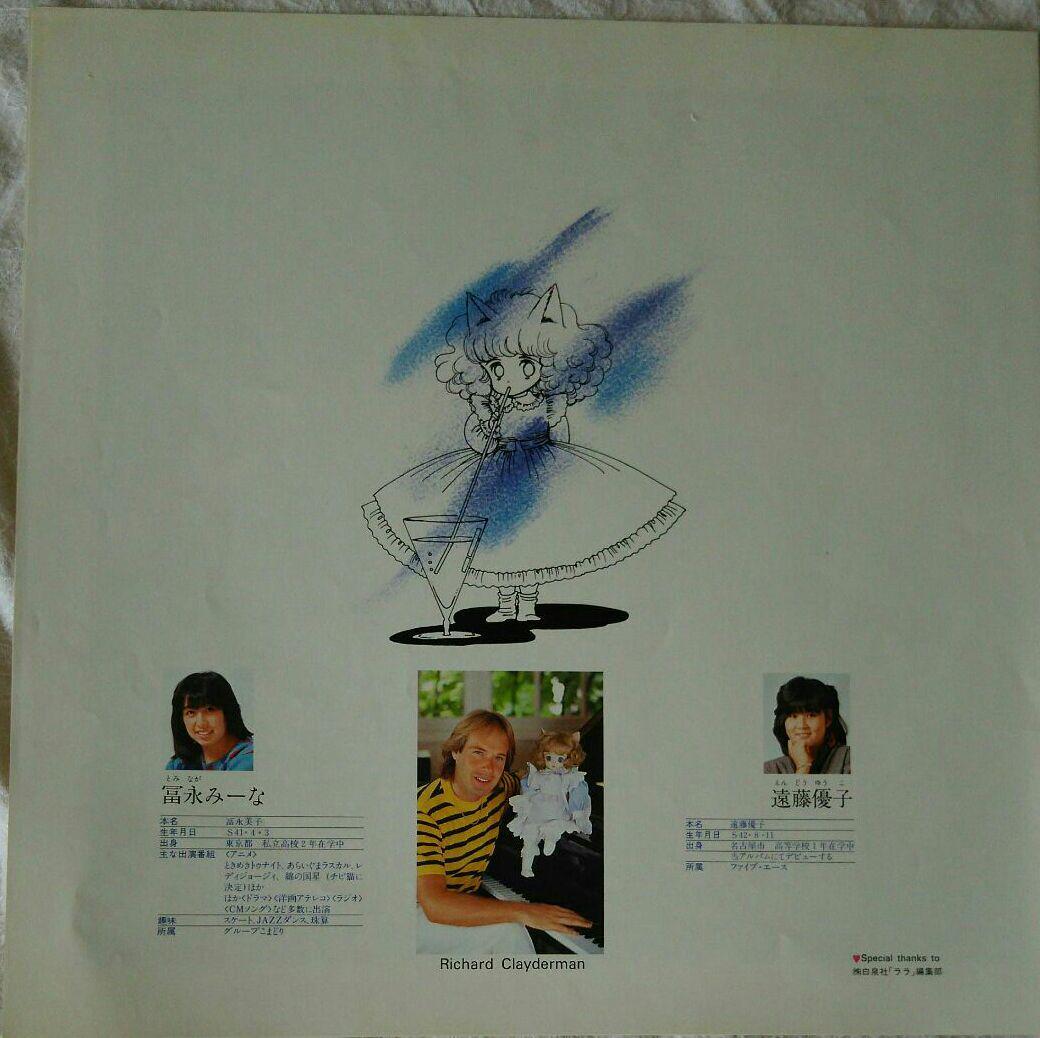 とみ なが
冨永みーな
本名 冨永美子
生年月日 S41・4・3
出身 東京都 私立高校2年在学中
主な出演番組 〈アニメ〉
ときめきトゥナイト、あらいぐまラスカル、レ
ディジョージィ、綿の国星(チビ猫に
決定)ほか
ほか〈ドラマ〉〈洋画アテレコ〉〈ラジオ〉
〈CMソング〉など多数に出演
趣味 スケート、JAZZダンス、珠算
所属 グループこまどり
Richard Clayderman
えん どう ゆう こ
遠藤優子
本名 遠藤優子
生年月日 S42・8・11
出身 名古屋市 高等学校1年在学中
当アルバムにてデビューする
所属 ファイブ・エース
♥Special thanks to
㈱白泉社「ララ」編集部